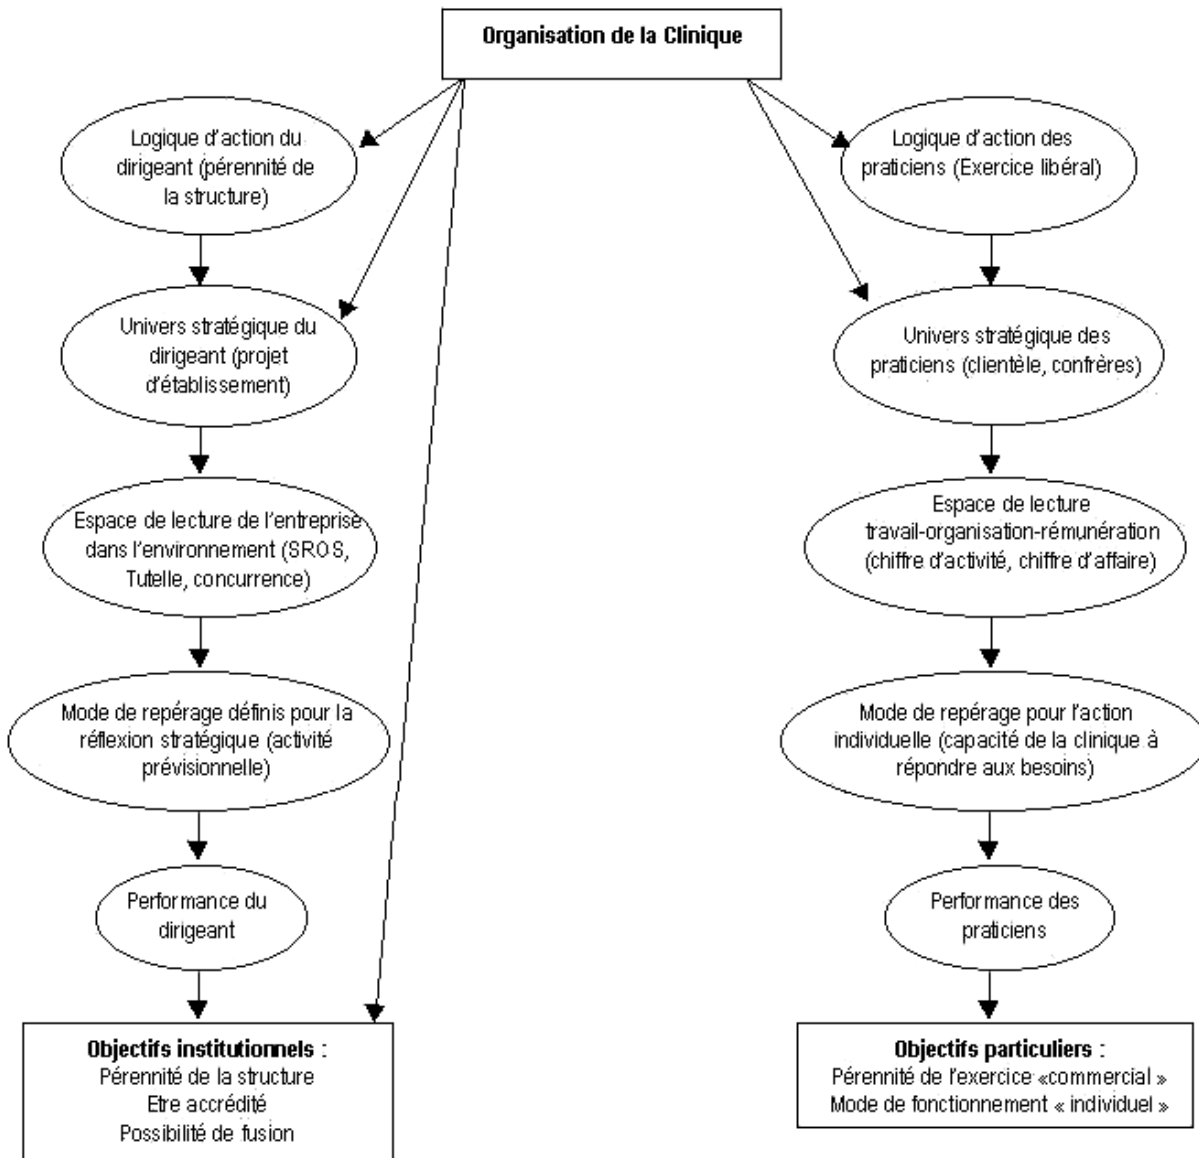 Organisation de la Clinique
Logique d'action du
dirigeant (pérennité de
la structure)
Logique d'action des
praticiens (Exercice libéral)
Univers stratégique du
dirigeant (projet
d'établissement)
Univers stratégique des
praticiens (clientèle, confrères)
Espace de lecture de l'entreprise
dans l'environnement (SROS,
Tutelle, concurrence)
Espace de lecture
travail-organisation-rémunération
(chiffre d'activité, chiffre d'affaire)
Mode de repérage définis pour la
réflexion stratégique (activité
prévisionnelle)
Mode de repérage pour l'action
individuelle (capacité de la clinique à
répondre aux besoins)
Performance du
dirigeant
Performance des
praticiens
Objectifs institutionnels :
Pérennité de la structure
Etre accrédité
Possibilité de fusion
Objectifs particuliers :
Pérennité de l'exercice «commercial »
Mode de fonctionnement « individuel »